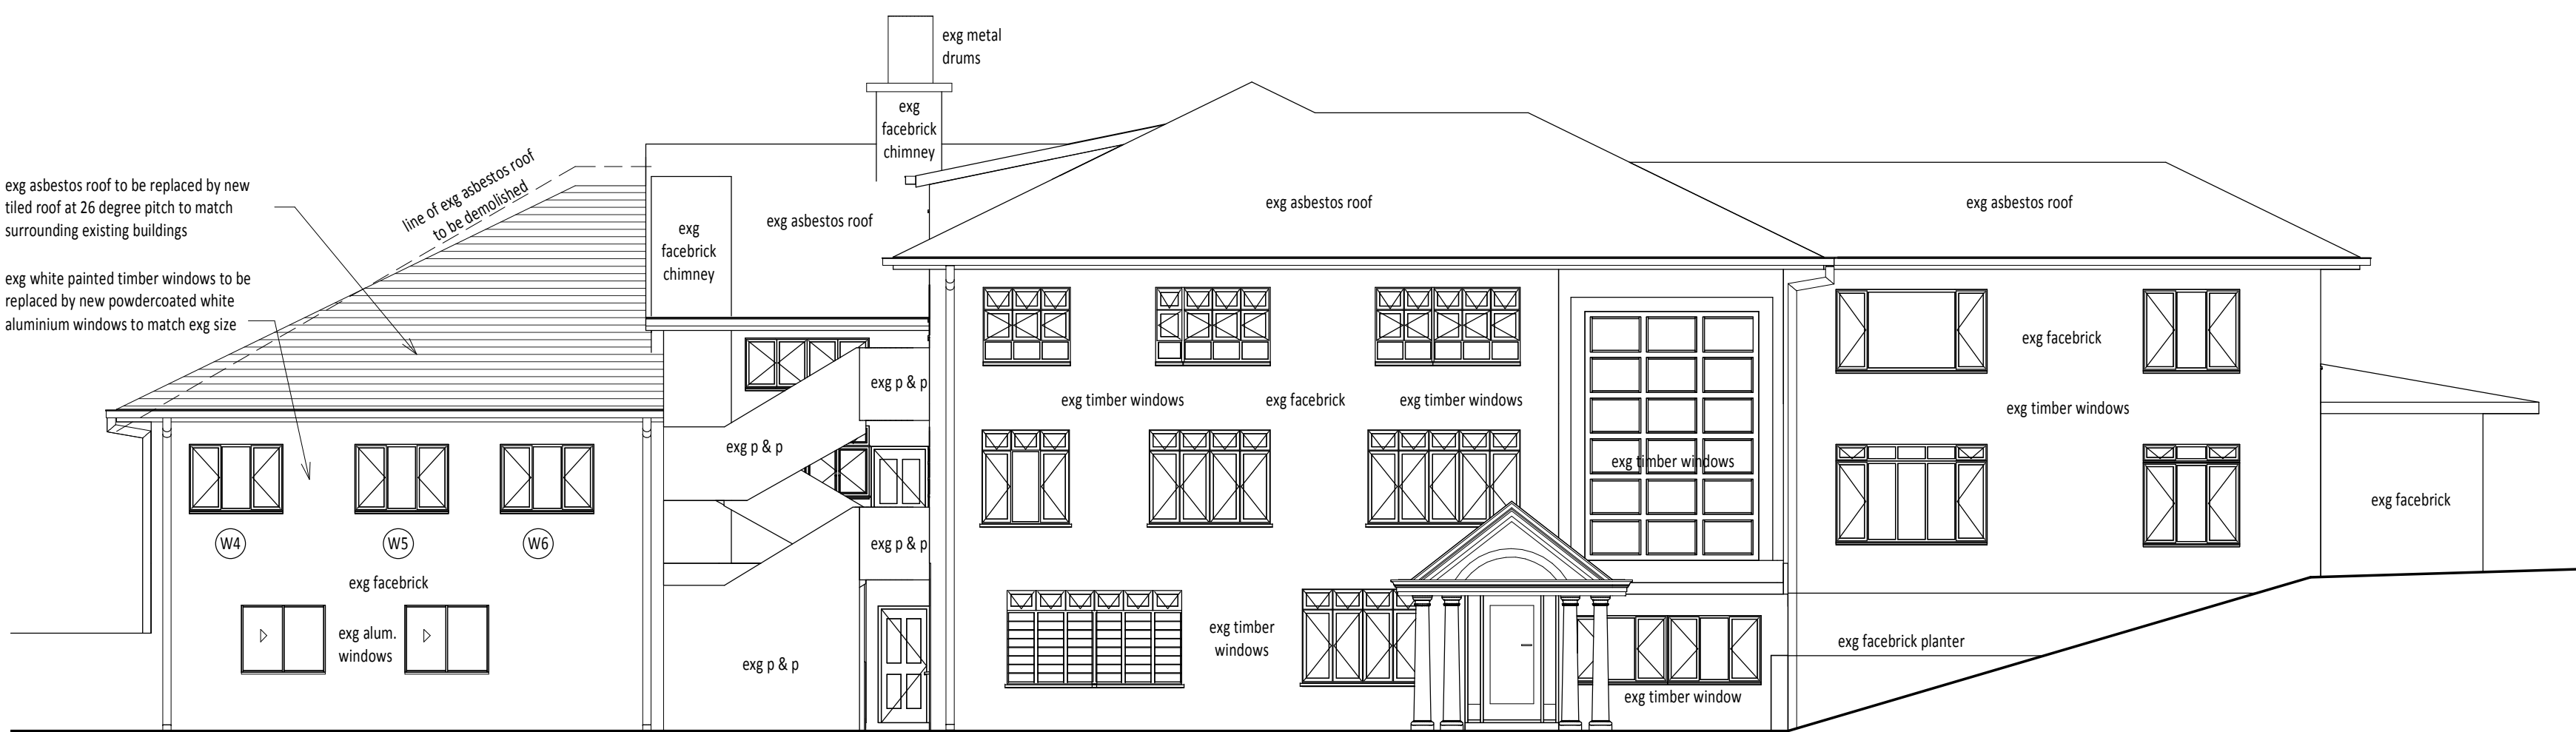 exg metal
drums
exg
facebrick
chimney
exg asbestos roof to be replaced by new
tiled roof at 26 degree pitch to match
surrounding existing buildings
line of exg asbestos roof
to be demolished
exg white painted timber windows to be
replaced by new powdercoated white
aluminium windows to match exg size
exg
facebrick
chimney
exg asbestos roof
exg asbestos roof
exg asbestos roof
exg facebrick
exg p & p
exg timber windows
exg facebrick
exg timber windows
exg timber windows
exg p & p
exg timber windows
exg facebrick
W4
W5
W6
exg p & p
exg facebrick
exg alum.
windows
exg p & p
exg timber
windows
exg facebrick planter
exg timber window